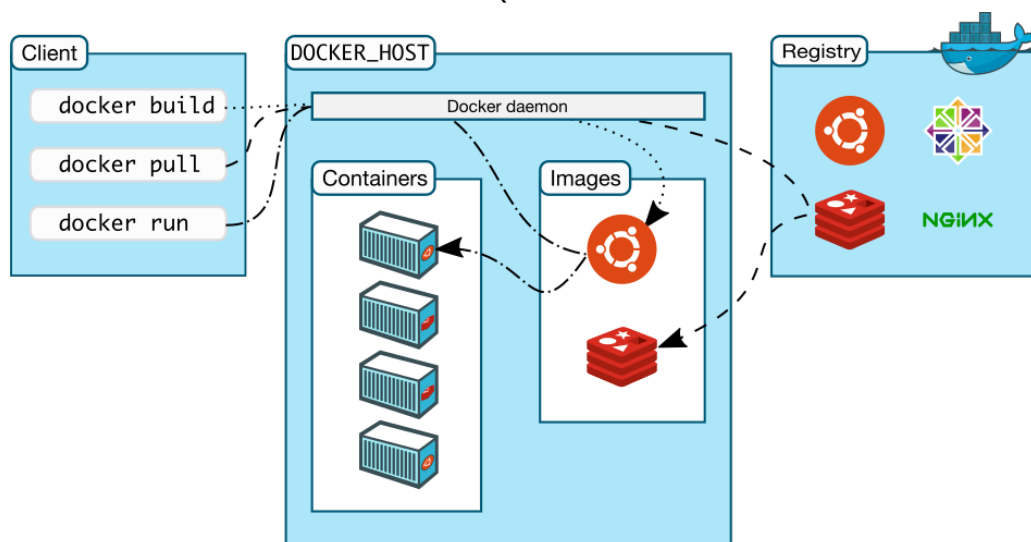 Client
docker build
docker pull
docker run
DOCKER_HOST
Docker daemon
Containers
Images
Registry
NGiNX